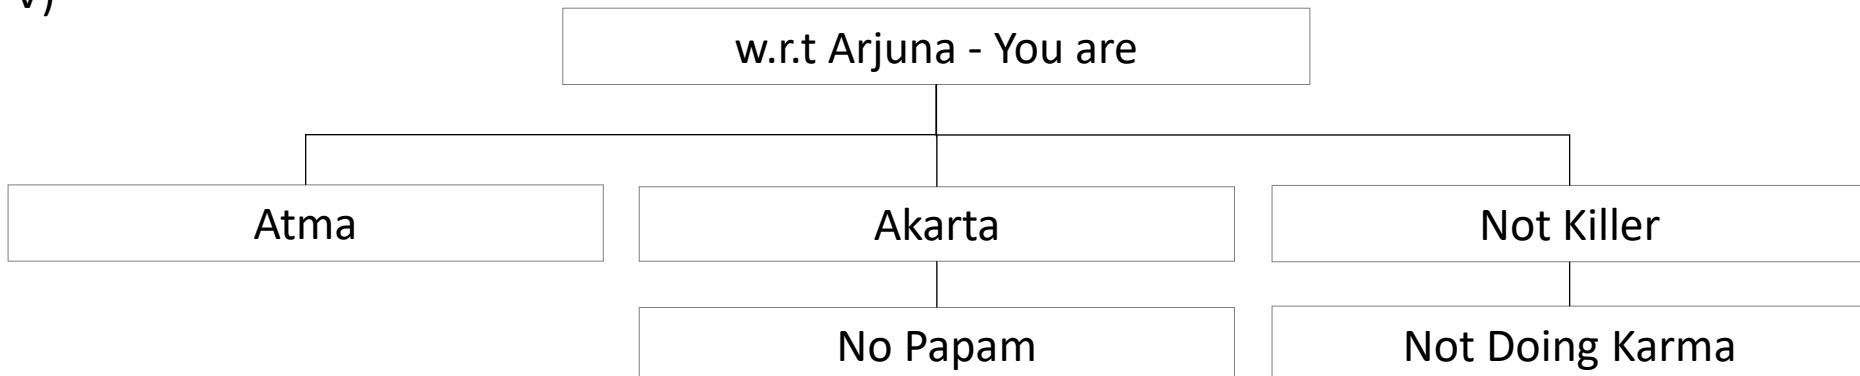 V)
w.r.t Arjuna - You are
Atma
Akarta
Not Killer
No Papam
Not Doing Karma